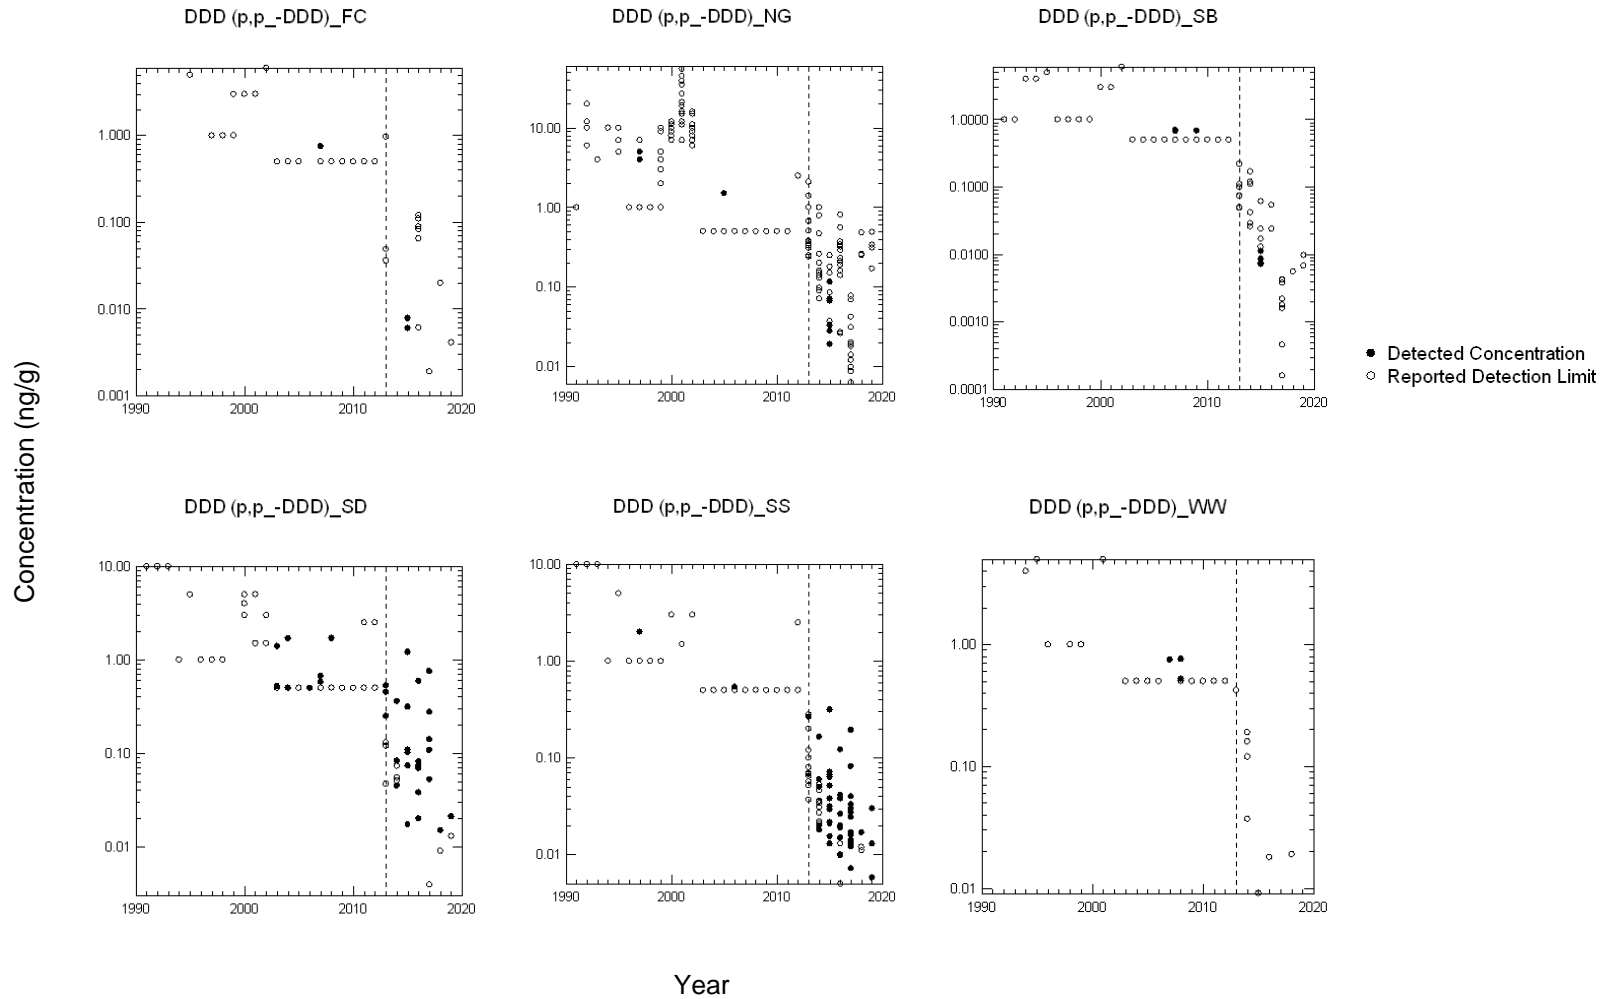 DDD (p,p_-DDD)_FC
DDD (p,p_-DDD)_NG
DDD (p,p_-DDD)_SB
1.000
0.100
0.010
0.001
1990 2000 2010 2020
10.00
1.00
0.10
0.01
1990 2000 2010 2020
1.0000
0.1000
0.0100
0.0010
0.0001
1990 2000 2010 2020
Detected Concentration
Reported Detection Limit
Concentration (ng/g)
DDD (p,p_-DDD)_SD
DDD (p,p_-DDD)_SS
DDD (p,p_-DDD)_WW
10.00
1.00
0.10
0.01
1990 2000 2010 2020
10.00
1.00
0.10
0.01
1990 2000 2010 2020
1.00
0.10
0.01
1990 2000 2010 2020
Year